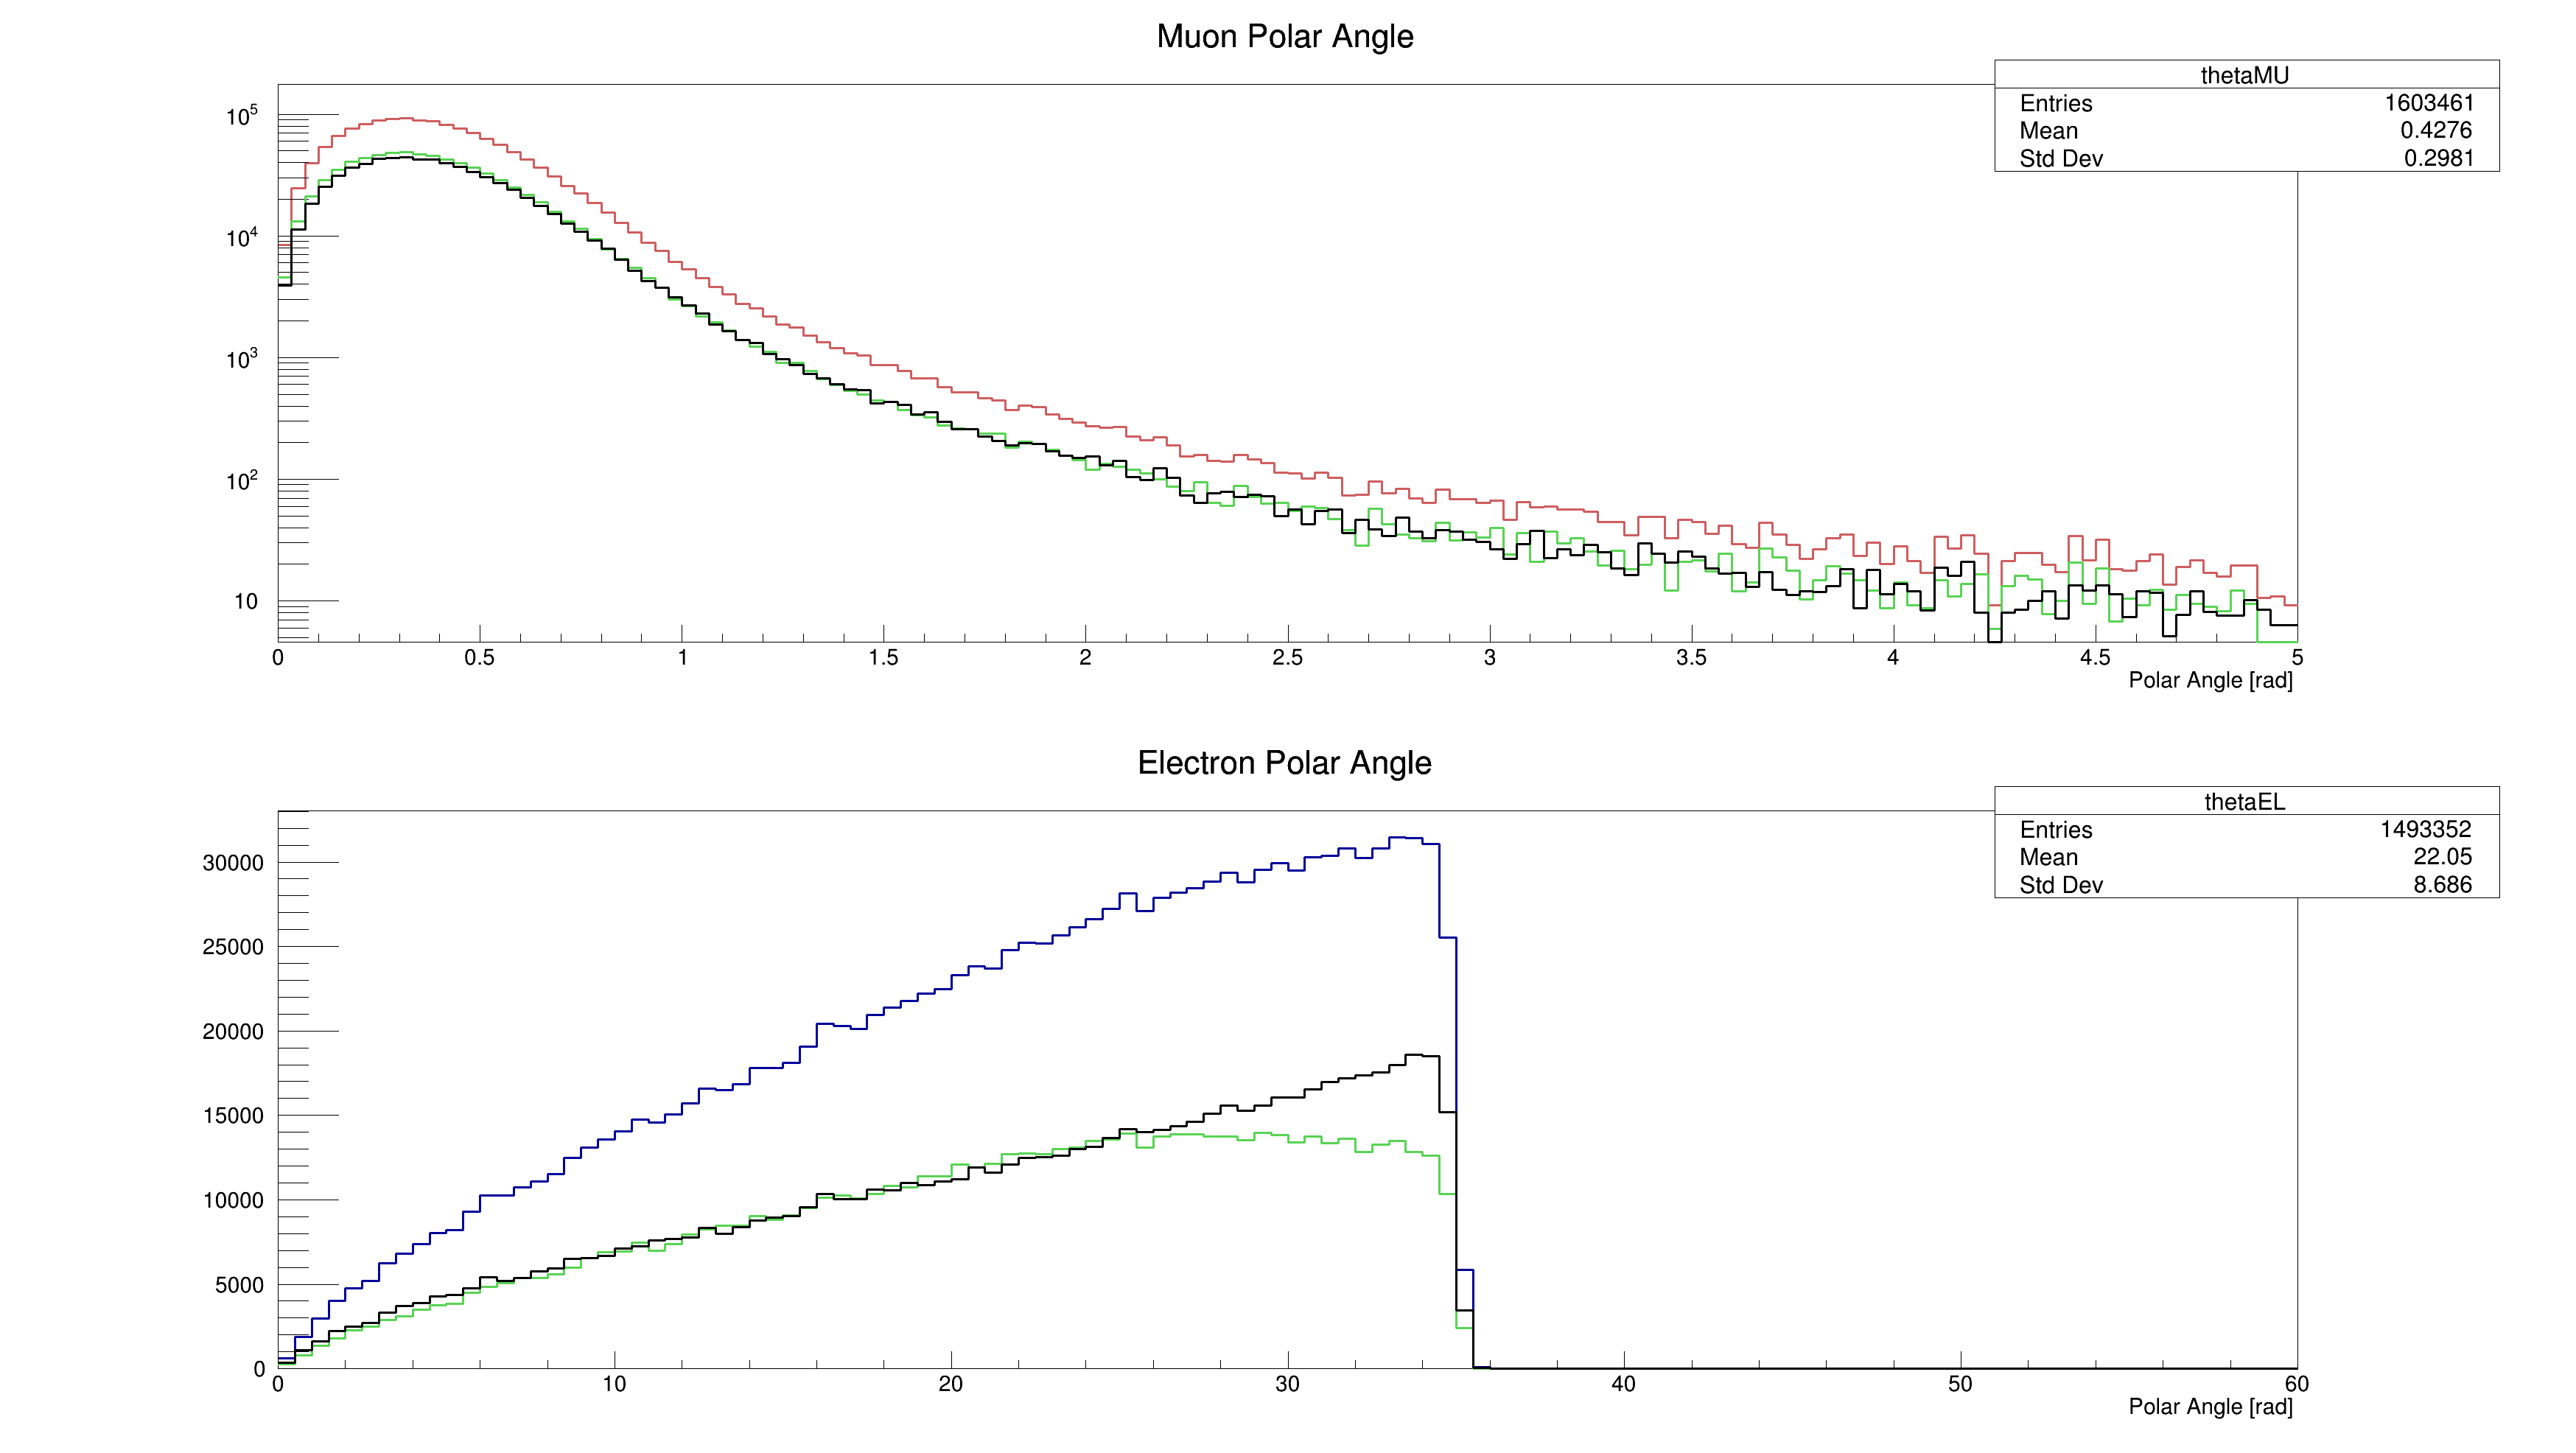 Muon Polar Angle
thetaMU
Entries 1603461
Mean 0.4276
Std Dev 0.2981
10^5
10^4
10^3
10^2
10
0 0.5 1 1.5 2 2.5 3 3.5 4 4.5 5
Polar Angle [rad]
Electron Polar Angle
thetaEL
Entries 1493352
Mean 22.05
Std Dev 8.686
30000
25000
20000
15000
10000
5000
0
0 10 20 30 40 50 60
Polar Angle [rad]